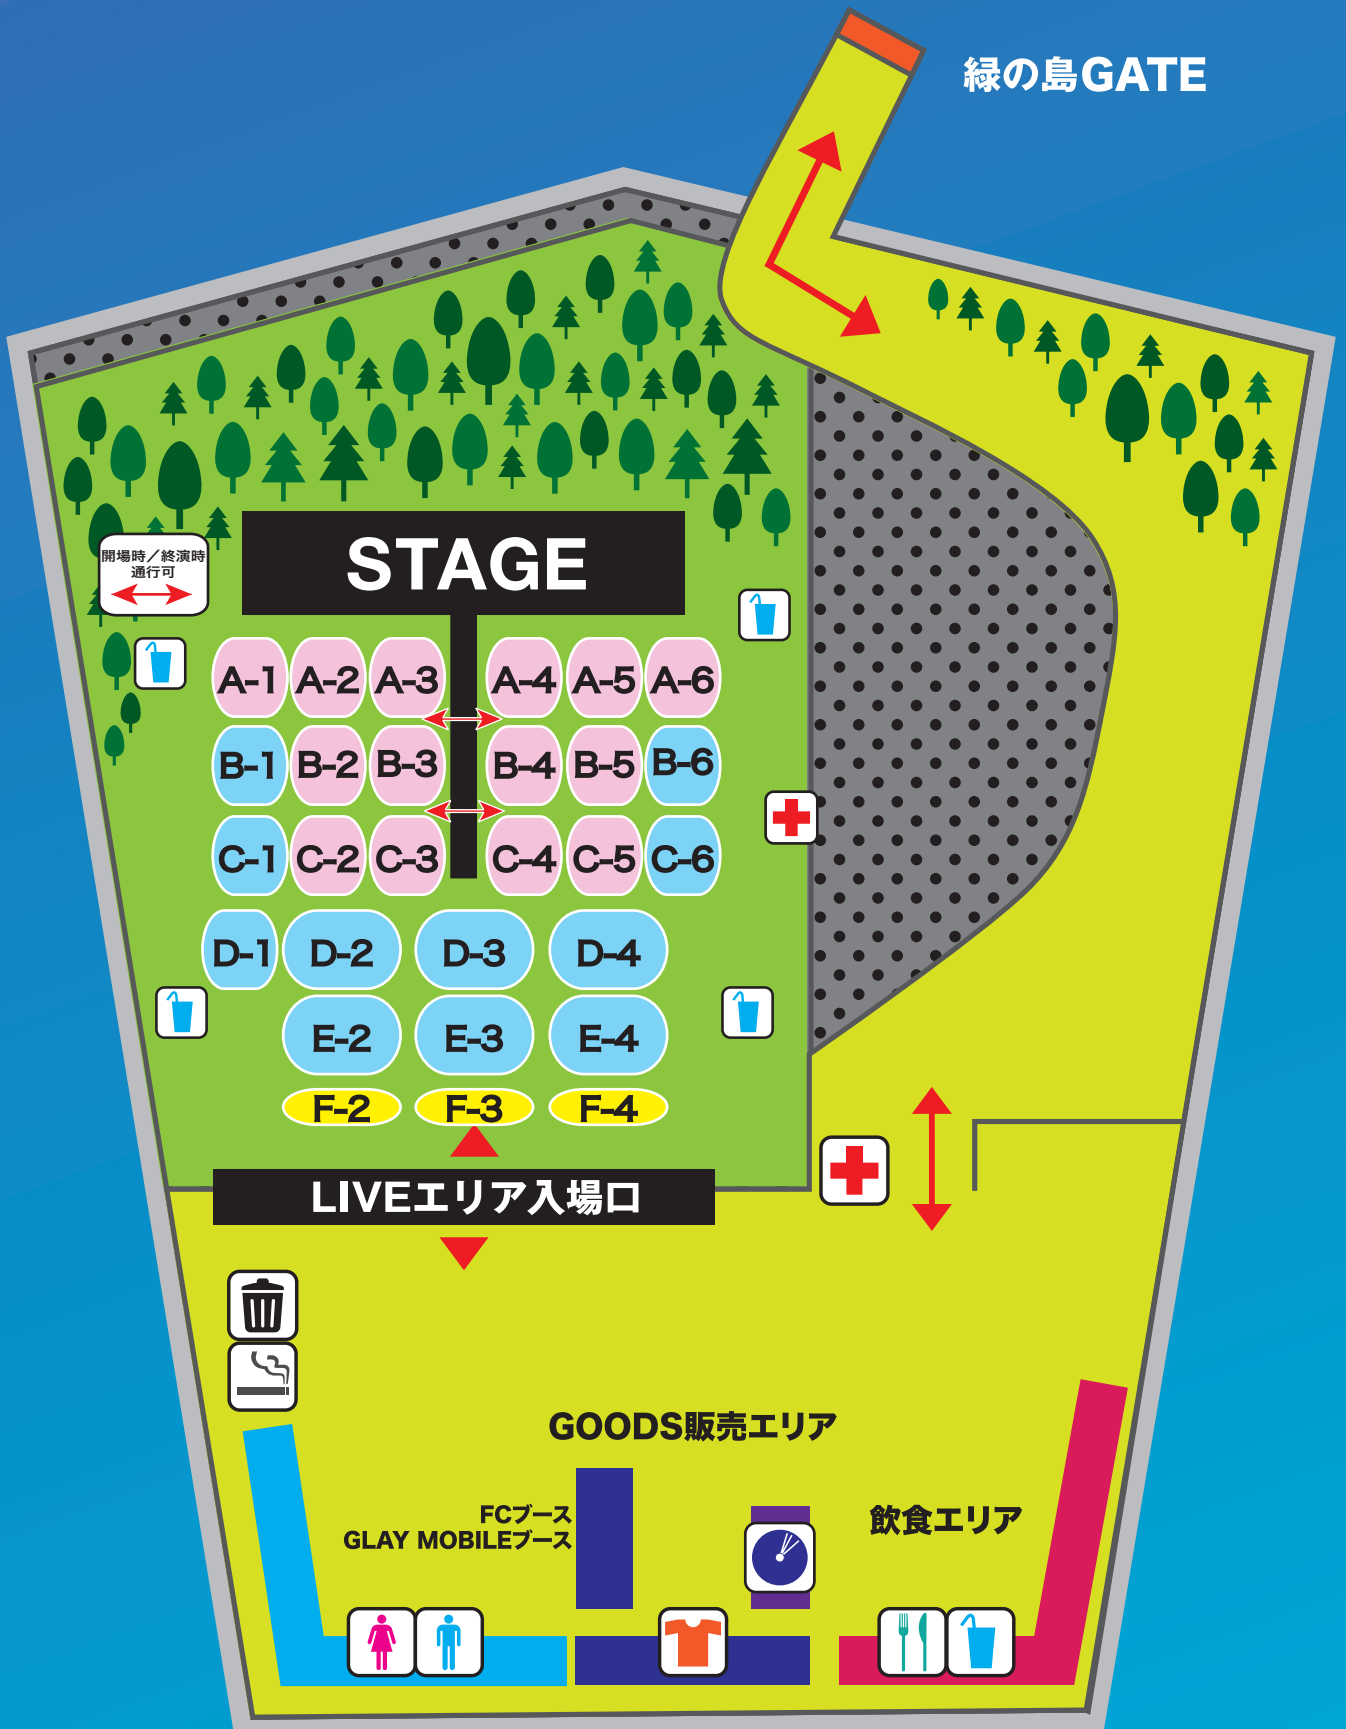 緑の島GATE
開場時／終演時
通行可
STAGE
A-1 A-2 A-3 A-4 A-5 A-6
B-1 B-2 B-3 B-4 B-5 B-6
C-1 C-2 C-3 C-4 C-5 C-6
D-1 D-2 D-3 D-4
E-2 E-3 E-4
F-2 F-3 F-4
LIVEエリア入場口
GOODS販売エリア
FCブース
GLAY MOBILEブース
飲食エリア